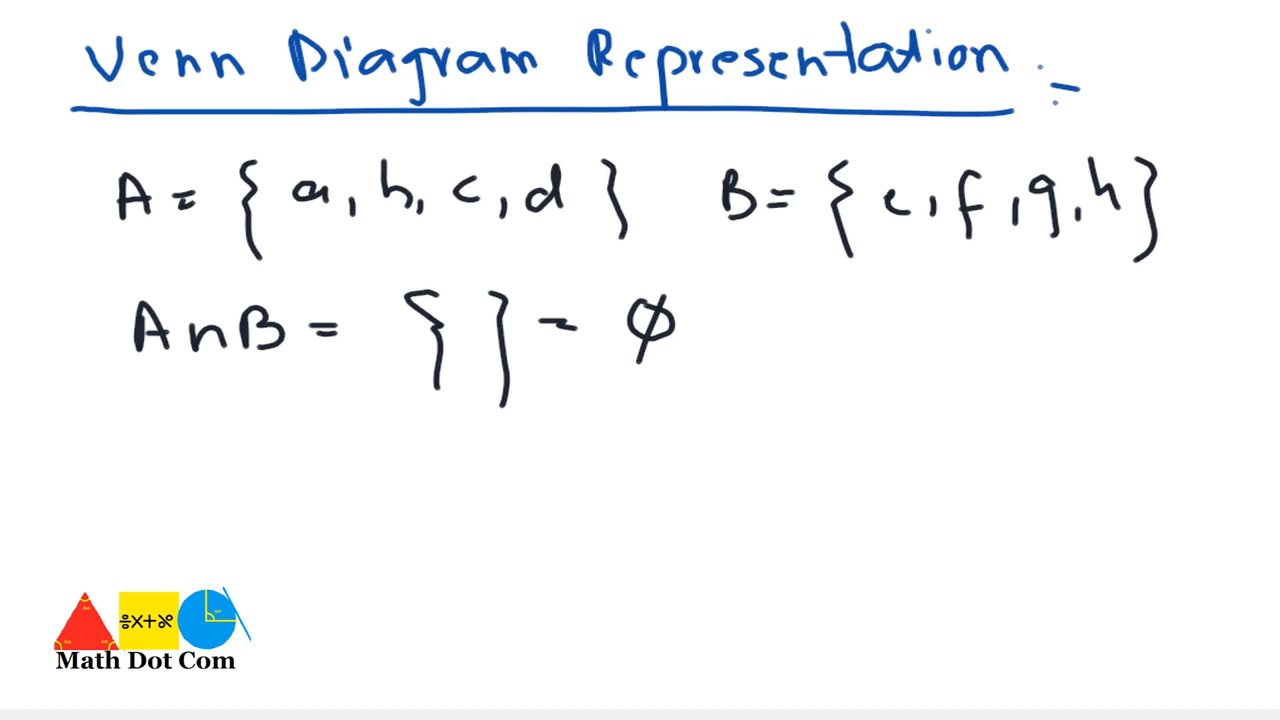 Venn Diagram Representation :-
A = { a, b, c, d } B = { e, f, g, h }
A ∩ B = { } = ϕ
÷x+%
Math Dot Com